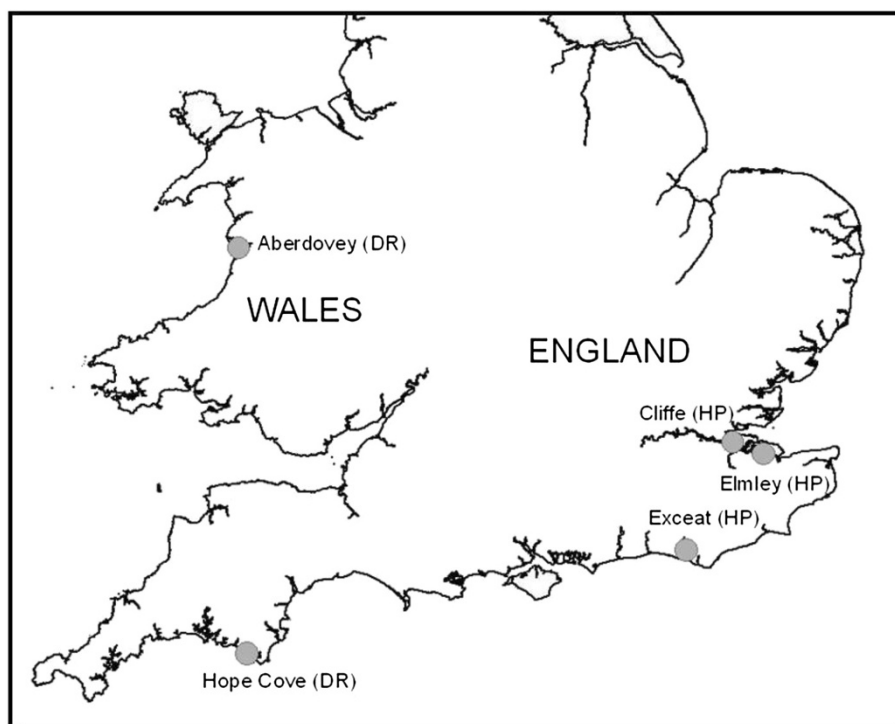 Aberdovey (DR)
WALES
ENGLAND
Cliffe (HP)
Elmley (HP)
Exceat (HP)
Hope Cove (DR)